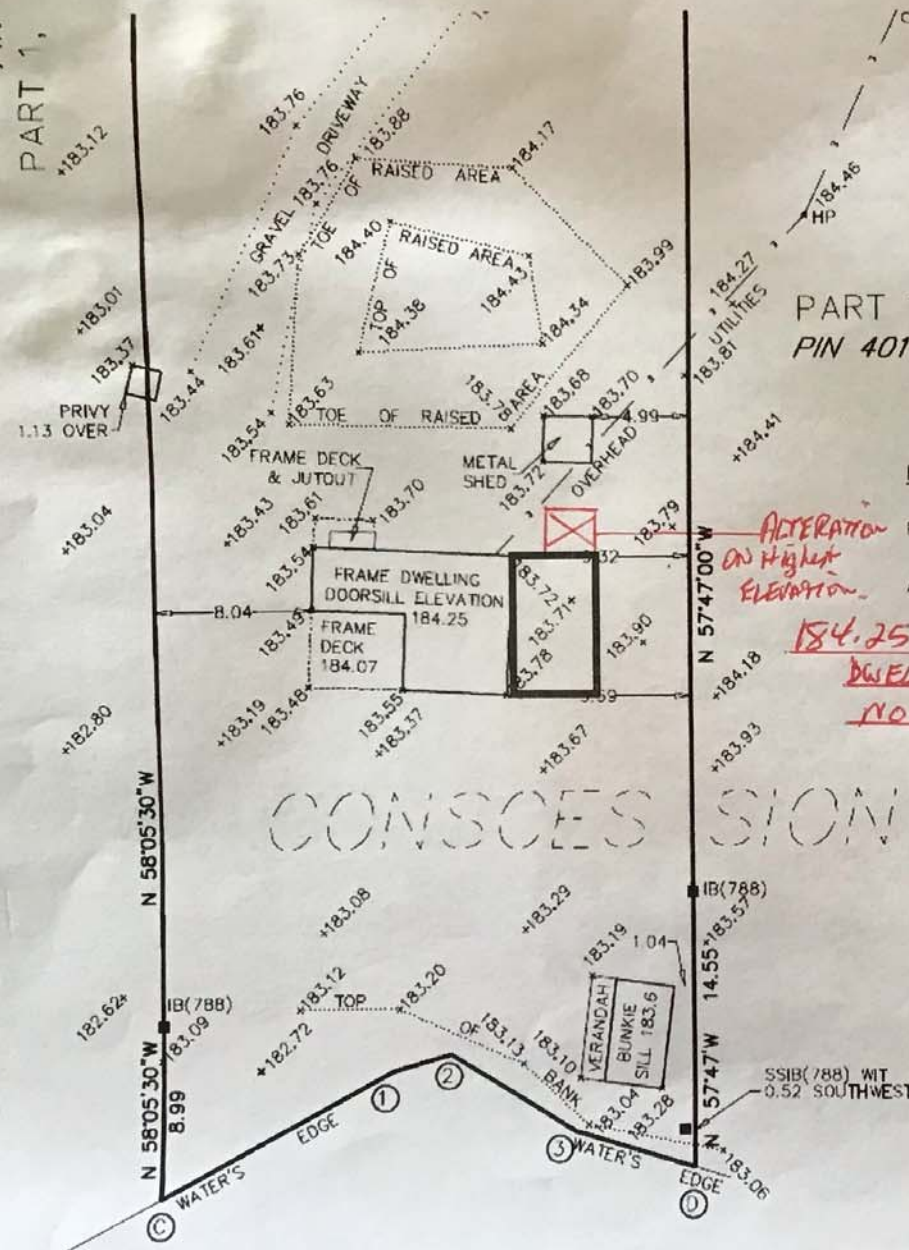 PART 1,
+183.12
183.76
DRIVEWAY
183.88
184.17
GRAVEL 183.76
TOE OF RAISED AREA
184.46
HP
183.73
184.40
TOP OF RAISED AREA
184.43
184.38
184.34
183.99
184.27
UTILITIES
PART
PIN 401
+183.01
183.37
183.61+
183.44
183.63
183.54
TOE OF RAISED AREA
183.68
183.70
4.99
183.81
+184.41
PRIVY
1.13 OVER
FRAME DECK
& JUTOUT
METAL
SHED
183.72
OVERHEAD
+183.04
+183.43
183.61
183.70
183.79
ALTERATION
ON Highest
ELEVATION.
184.25
NO
183.54
FRAME DWELLING
DOORSILL ELEVATION
184.25
183.72
183.71+
183.78
183.90
8.04
183.49
FRAME
DECK
184.07
N 57°47'00"W
+184.18
+182.80
+183.19
183.48
183.55
+183.37
+183.67
+183.93
CONSCES SION
N 58°05'30"W
+183.08
+183.29
IB(788)
1.04
14.55
+183.57
183.19
182.62+
IB(788)
183.09
+183.12
TOP OF BANK
183.20
+182.72
183.13
183.10
VERANDAH
BUNKIE
SILL 183.6
N 58°05'30"W
8.99
1
2
3
183.04
183.28
N 57°47'W
SSIB(788) WIT
0.52 SOUTHWEST
WATER'S EDGE
WATER'S EDGE
+183.06
C
D